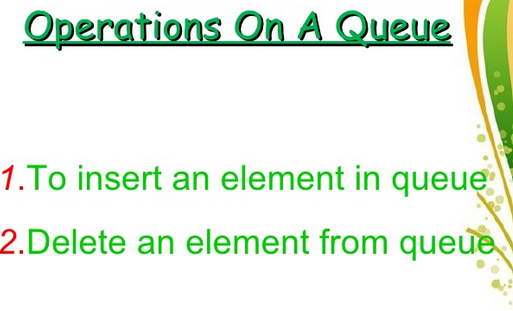 Operations On A Queue
1.To insert an element in queue
2.Delete an element from queue